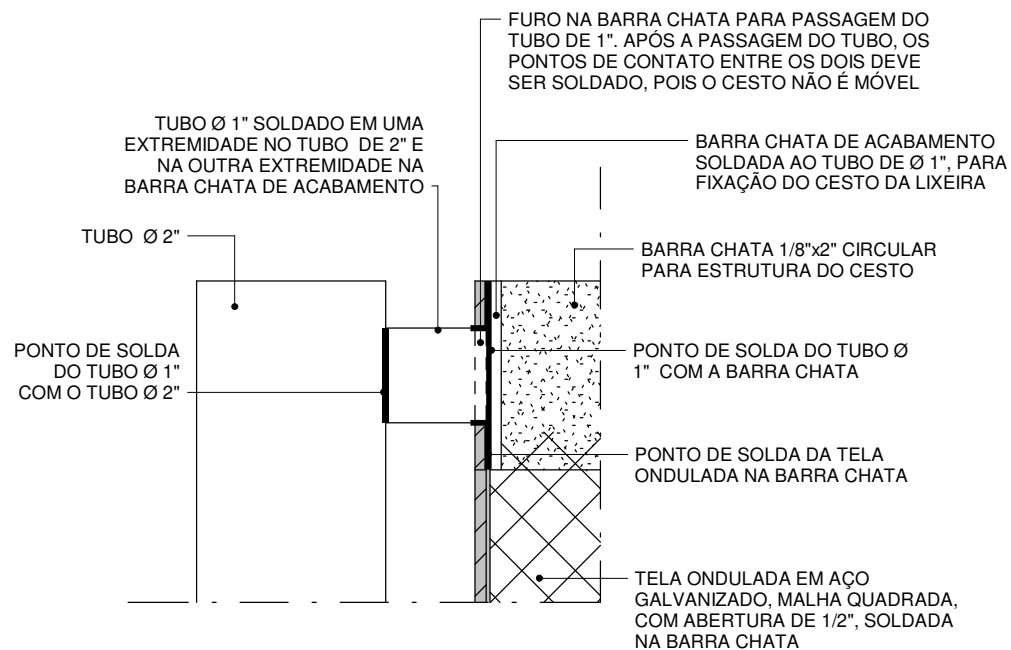 FURO NA BARRA CHATA PARA PASSAGEM DO
TUBO DE 1". APÓS A PASSAGEM DO TUBO, OS
PONTOS DE CONTATO ENTRE OS DOIS DEVE
SER SOLDADO, POIS O CESTO NÃO É MÓVEL
TUBO Ø 1" SOLDADO EM UMA
EXTREMIDADE NO TUBO DE 2" E
NA OUTRA EXTREMIDADE NA
BARRA CHATA DE ACABAMENTO
BARRA CHATA DE ACABAMENTO
SOLDADA AO TUBO DE Ø 1", PARA
FIXAÇÃO DO CESTO DA LIXEIRA
TUBO Ø 2"
BARRA CHATA 1/8"x2" CIRCULAR
PARA ESTRUTURA DO CESTO
PONTO DE SOLDA
DO TUBO Ø 1"
COM O TUBO Ø 2"
PONTO DE SOLDA DO TUBO Ø
1" COM A BARRA CHATA
PONTO DE SOLDA DA TELA
ONDULADA NA BARRA CHATA
TELA ONDULADA EM AÇO
GALVANIZADO, MALHA QUADRADA,
COM ABERTURA DE 1/2", SOLDADA
NA BARRA CHATA